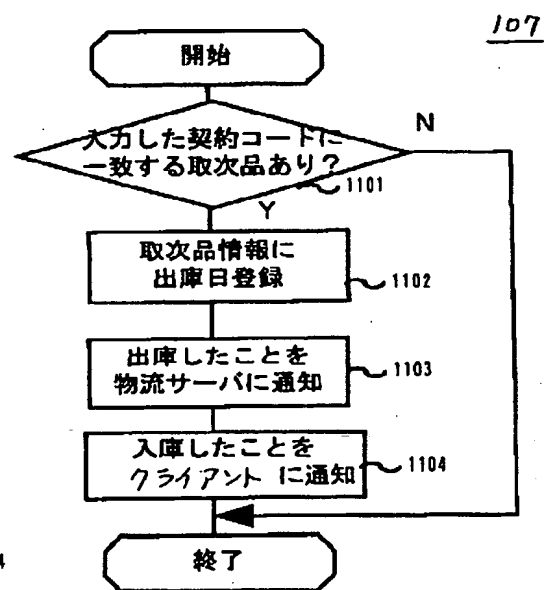 107
開始
入力した契約コードに
一致する取次品あり?
N
1101
Y
取次品情報に
出庫日登録
1102
出庫したことを
物流サーバに通知
1103
入庫したことを
クライアントに通知
1104
終了